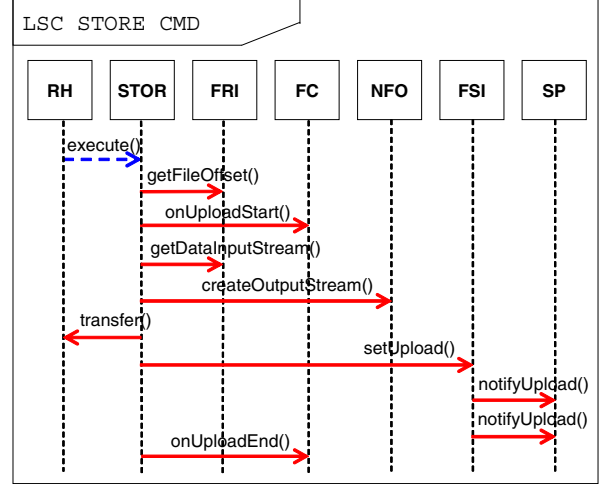 LSC STORE CMD
RH STOR FRI FC NFO FSI SP
execute()
getFileOffset()
onUploadStart()
getDataInputStream()
createOutputStream()
transfer()
setUpload()
notifyUpload()
notifyUpload()
onUploadEnd()